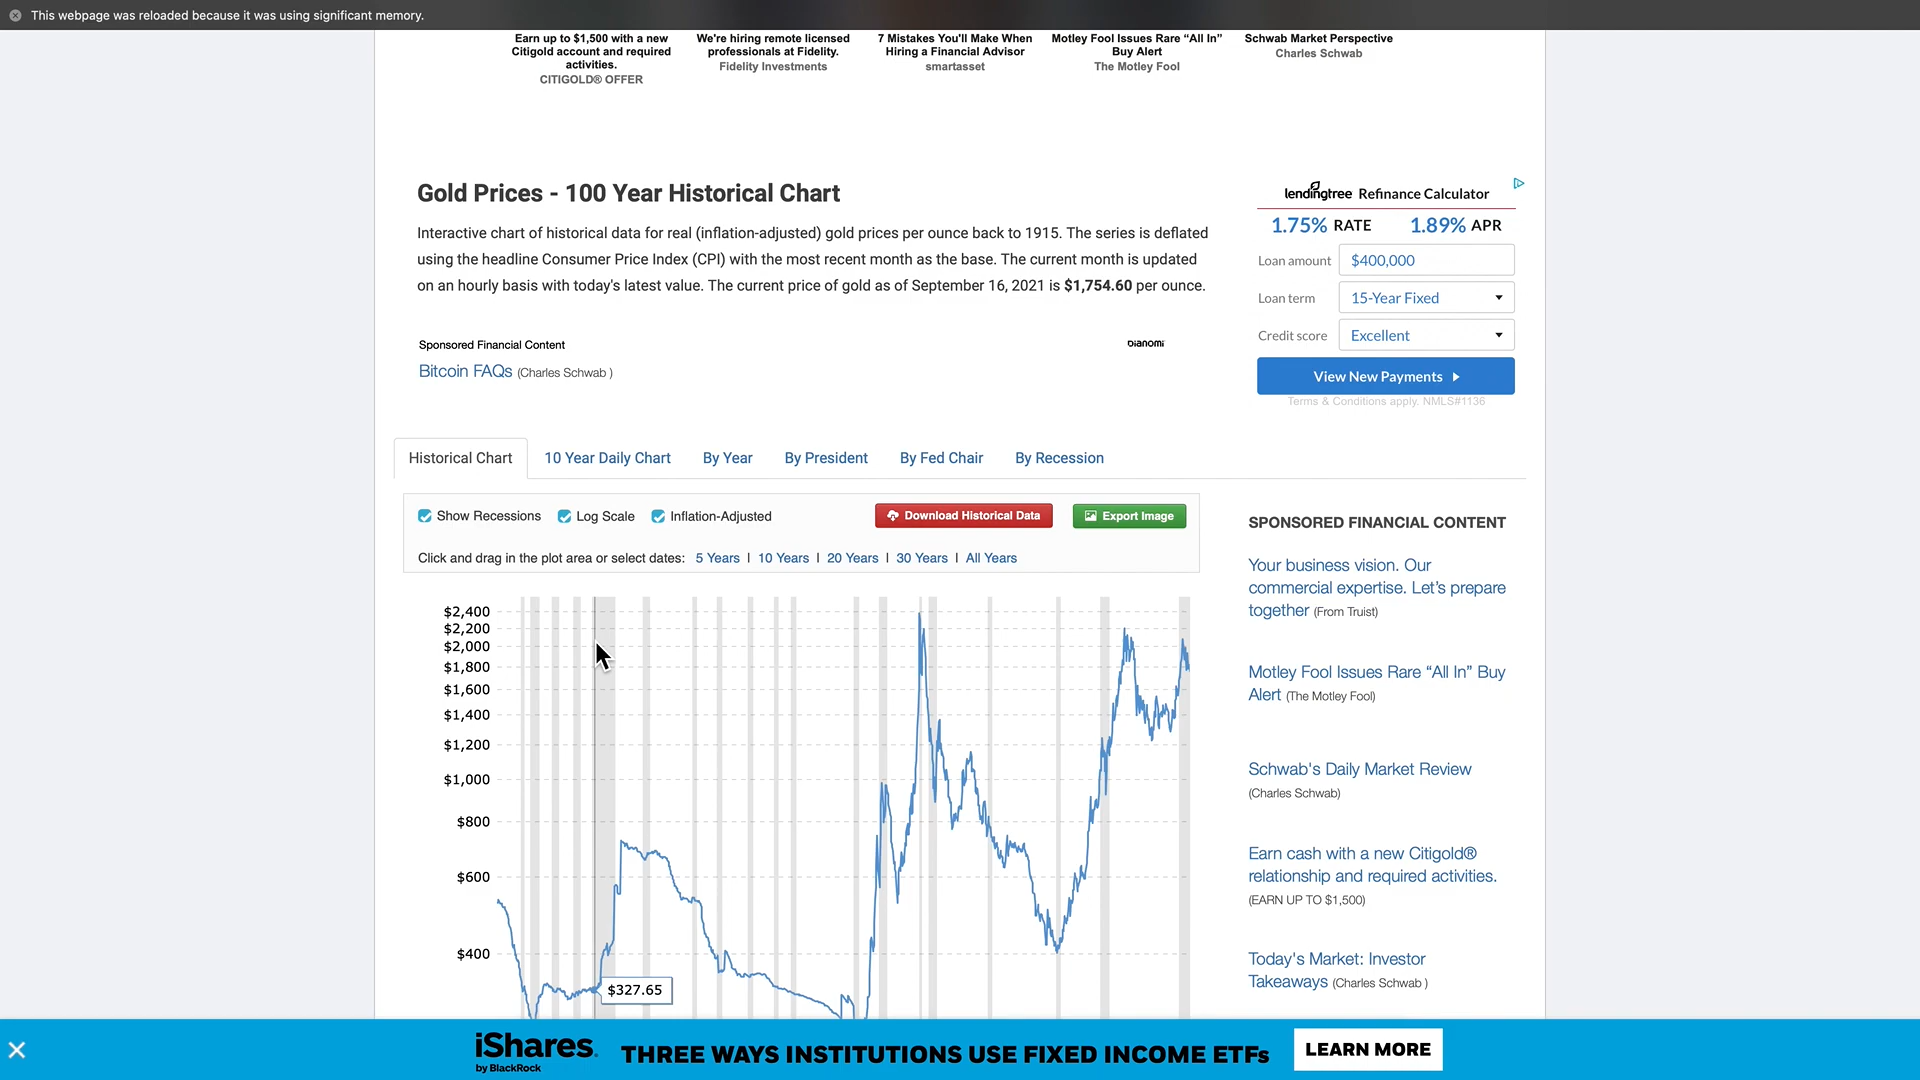 This webpage was reloaded because it was using significant memory.
Earn up to $1,500 with a new
Citigold account and required
activities.
CITIGOLD® OFFER
We're hiring remote licensed
professionals at Fidelity.
Fidelity Investments
7 Mistakes You'll Make When
Hiring a Financial Advisor
smartasset
Motley Fool Issues Rare “All In”
Buy Alert
The Motley Fool
Schwab Market Perspective
Charles Schwab
Gold Prices - 100 Year Historical Chart
Interactive chart of historical data for real (inflation-adjusted) gold prices per ounce back to 1915. The series is deflated
using the headline Consumer Price Index (CPI) with the most recent month as the base. The current month is updated
on an hourly basis with today's latest value. The current price of gold as of September 16, 2021 is $1,754.60 per ounce.
Sponsored Financial Content
bianomi
Bitcoin FAQs (Charles Schwab )
lendingtree Refinance Calculator
1.75% RATE 1.89% APR
Loan amount $400,000
Loan term 15-Year Fixed
Credit score Excellent
View New Payments
Terms & Conditions apply. NMLS#1136
Historical Chart 10 Year Daily Chart By Year By President By Fed Chair By Recession
Show Recessions Log Scale Inflation-Adjusted Download Historical Data Export Image
Click and drag in the plot area or select dates: 5 Years | 10 Years | 20 Years | 30 Years | All Years
$2,400
$2,200
$2,000
$1,800
$1,600
$1,400
$1,200
$1,000
$800
$600
$400
$327.65
SPONSORED FINANCIAL CONTENT
Your business vision. Our
commercial expertise. Let’s prepare
together (From Truist)
Motley Fool Issues Rare “All In” Buy
Alert (The Motley Fool)
Schwab's Daily Market Review
(Charles Schwab)
Earn cash with a new Citigold®
relationship and required activities.
(EARN UP TO $1,500)
Today's Market: Investor
Takeaways (Charles Schwab )
iShares.
by BlackRock
THREE WAYS INSTITUTIONS USE FIXED INCOME ETFs
LEARN MORE